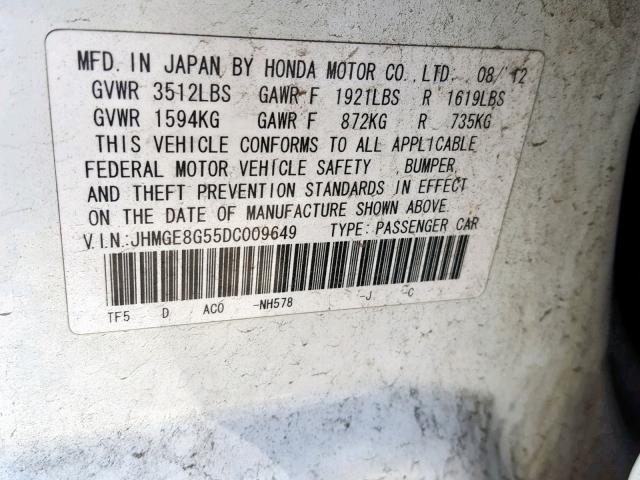 MFD. IN JAPAN BY HONDA MOTOR CO.,LTD. 08/12
GVWR 3512LBS GAWR F 1921LBS R 1619LBS
GVWR 1594KG GAWR F 872KG R 735KG
THIS VEHICLE CONFORMS TO ALL APPLICABLE
FEDERAL MOTOR VEHICLE SAFETY ,BUMPER,
AND THEFT PREVENTION STANDARDS IN EFFECT
ON THE DATE OF MANUFACTURE SHOWN ABOVE.
V.I.N.:JHMGE8G55DC009649 TYPE: PASSENGER CAR
TF5 D AC0 -NH578 -J -C